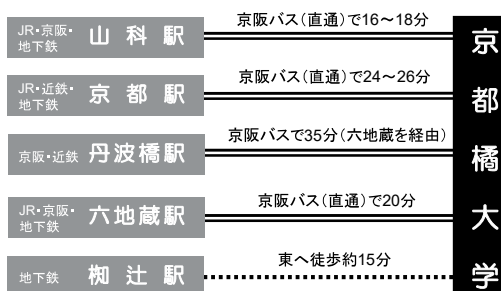 JR・京阪・
地下鉄
山科駅
京阪バス（直通）で16〜18分
JR・近鉄・
地下鉄
京都駅
京阪バス（直通）で24〜26分
京阪・近鉄 丹波橋駅
京阪バスで35分（六地蔵を経由）
JR・京阪・
地下鉄
六地蔵駅
京阪バス（直通）で20分
地下鉄 椥辻駅
東へ徒歩約15分
京都橘大学